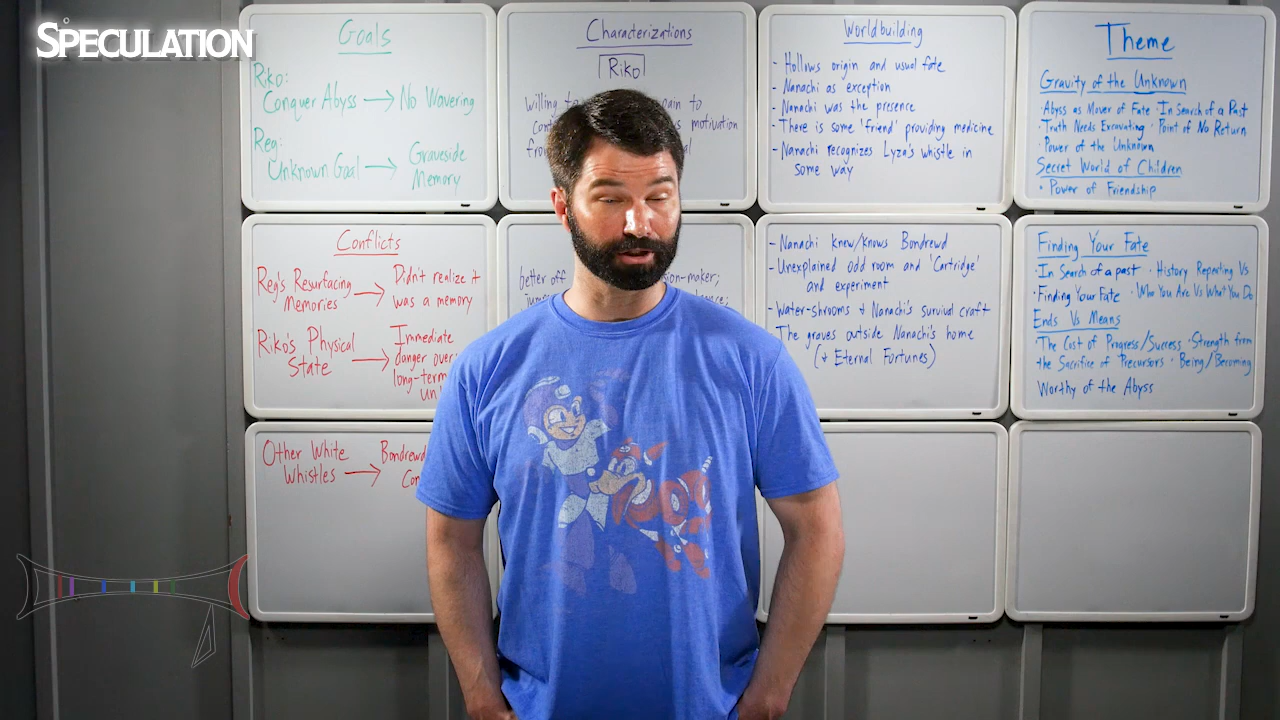 SPECULATION
Goals
Riko:
Conquer Abyss → No Wavering
Reg:
Unknown Goal → Graveside
Memory
Characterizations
Riko
Willing to
pain to
motivation
Worldbuilding
- Hollows origin and usual fate
- Nanachi as exception
- Nanachi was the presence
- There is some 'friend' providing medicine
- Nanachi recognizes Lyza's whistle in
some way
Theme
Gravity of the Unknown
· Abyss as Mover of Fate · In Search of a Past
· Truth Needs Excavating · Point of No Return
· Power of the Unknown
Secret World of Children
· Power of Friendship
Conflicts
Reg's Resurfacing
Memories → Didn't realize it
was a memory
Riko's Physical
State → Immediate
danger over;
long-term
better off
- Nanachi knew/knows Bondrewd
- Unexplained odd room and 'Cartridge'
and experiment
- Water-shrooms + Nanachi's survival craft
- The graves outside Nanachi's home
(+ Eternal Fortunes)
Finding Your Fate
· In Search of a past · History Repeating Vs
· Finding Your Fate · Who You Are Vs What You Do
Ends Vs Means
· The Cost of Progress/Success · Strength from
the Sacrifice of Precursors · Being/Becoming
Worthy of the Abyss
Other White
Whistles →